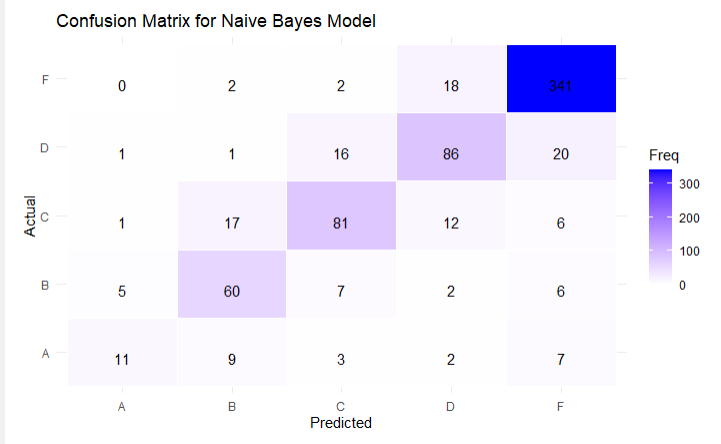 Confusion Matrix for Naive Bayes Model
F 0 2 2 18 341
D 1 1 16 86 20
C 1 17 81 12 6
B 5 60 7 2 6
A 11 9 3 2 7
A B C D F
Predicted
Actual
Freq
300
200
100
0